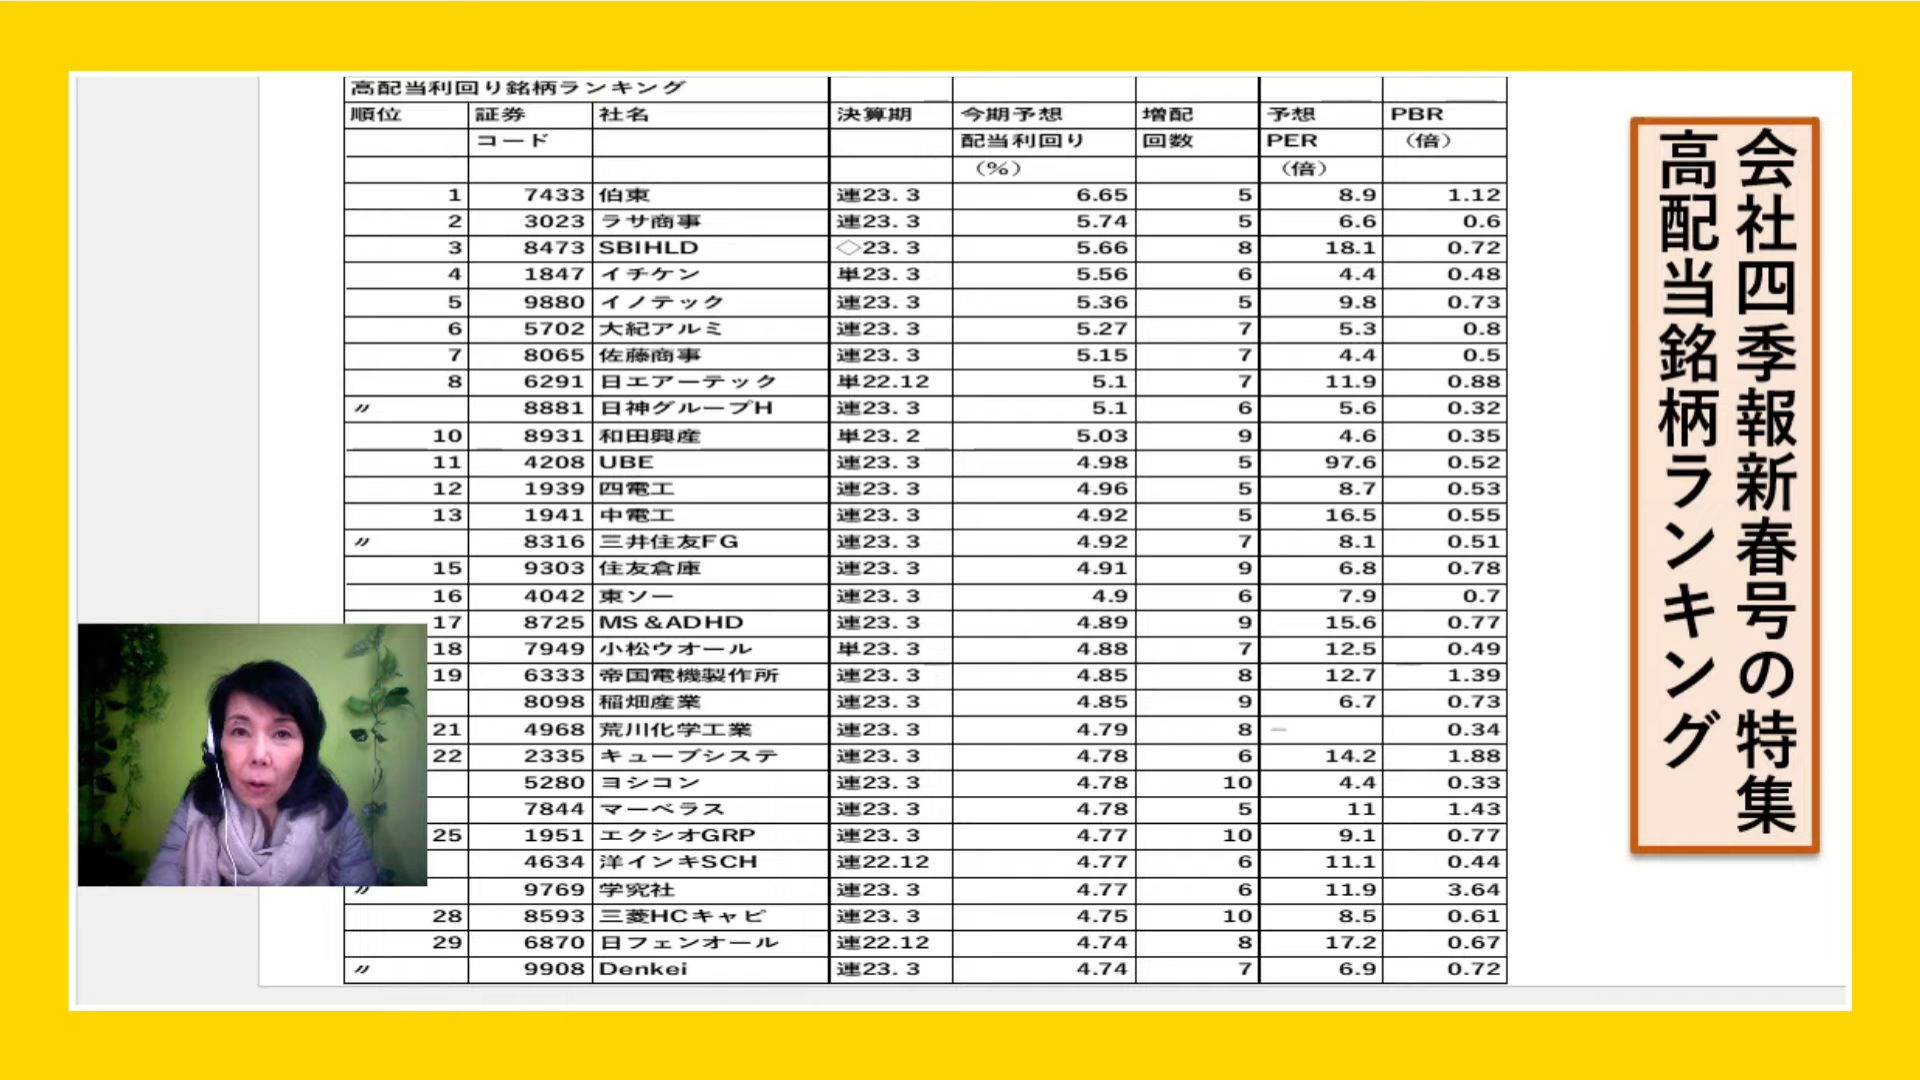 高配当利回り銘柄ランキング
順位 証券 社名 決算期 今期予想 増配 予想 PBR
コード 配当利回り 回数 PER （倍）
（%） （倍）
1 7433 伯東 連23. 3 6.65 5 8.9 1.12
2 3023 ラサ商事 連23. 3 5.74 5 6.6 0.6
3 8473 SBIHLD ◇23. 3 5.66 8 18.1 0.72
4 1847 イチケン 単23. 3 5.56 6 4.4 0.48
5 9880 イノテック 連23. 3 5.36 5 9.8 0.73
6 5702 大紀アルミ 連23. 3 5.27 7 5.3 0.8
7 8065 佐藤商事 連23. 3 5.15 7 4.4 0.5
8 6291 日エアーテック 単22.12 5.1 7 11.9 0.88
〃 8881 日神グループH 連23. 3 5.1 6 5.6 0.32
10 8931 和田興産 単23. 2 5.03 9 4.6 0.35
11 4208 UBE 連23. 3 4.98 5 97.6 0.52
12 1939 四電工 連23. 3 4.96 5 8.7 0.53
13 1941 中電工 連23. 3 4.92 5 16.5 0.55
〃 8316 三井住友FG 連23. 3 4.92 7 8.1 0.51
15 9303 住友倉庫 連23. 3 4.91 9 6.8 0.78
16 4042 東ソー 連23. 3 4.9 6 7.9 0.7
17 8725 MS&ADHD 連23. 3 4.89 9 15.6 0.77
18 7949 小松ウオール 単23. 3 4.88 7 12.5 0.49
19 6333 帝国電機製作所 連23. 3 4.85 8 12.7 1.39
8098 稲畑産業 連23. 3 4.85 9 6.7 0.73
21 4968 荒川化学工業 連23. 3 4.79 8 － 0.34
22 2335 キューブシステ 連23. 3 4.78 6 14.2 1.88
5280 ヨシコン 連23. 3 4.78 10 4.4 0.33
7844 マーベラス 連23. 3 4.78 5 11 1.43
25 1951 エクシオGRP 連23. 3 4.77 10 9.1 0.77
4634 洋インキSCH 連22.12 4.77 6 11.1 0.44
〃 9769 学究社 連23. 3 4.77 6 11.9 3.64
28 8593 三菱HCキャピ 連23. 3 4.75 10 8.5 0.61
29 6870 日フェンオール 連22.12 4.74 8 17.2 0.67
〃 9908 Denkei 連23. 3 4.74 7 6.9 0.72
会社四季報新春号の特集
高配当銘柄ランキング